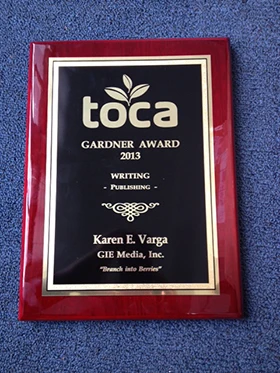 toca
GARDNER AWARD
2013
WRITING
- PUBLISHING -
Karen E. Varga
GIE Media, Inc.
"Branch into Berries"